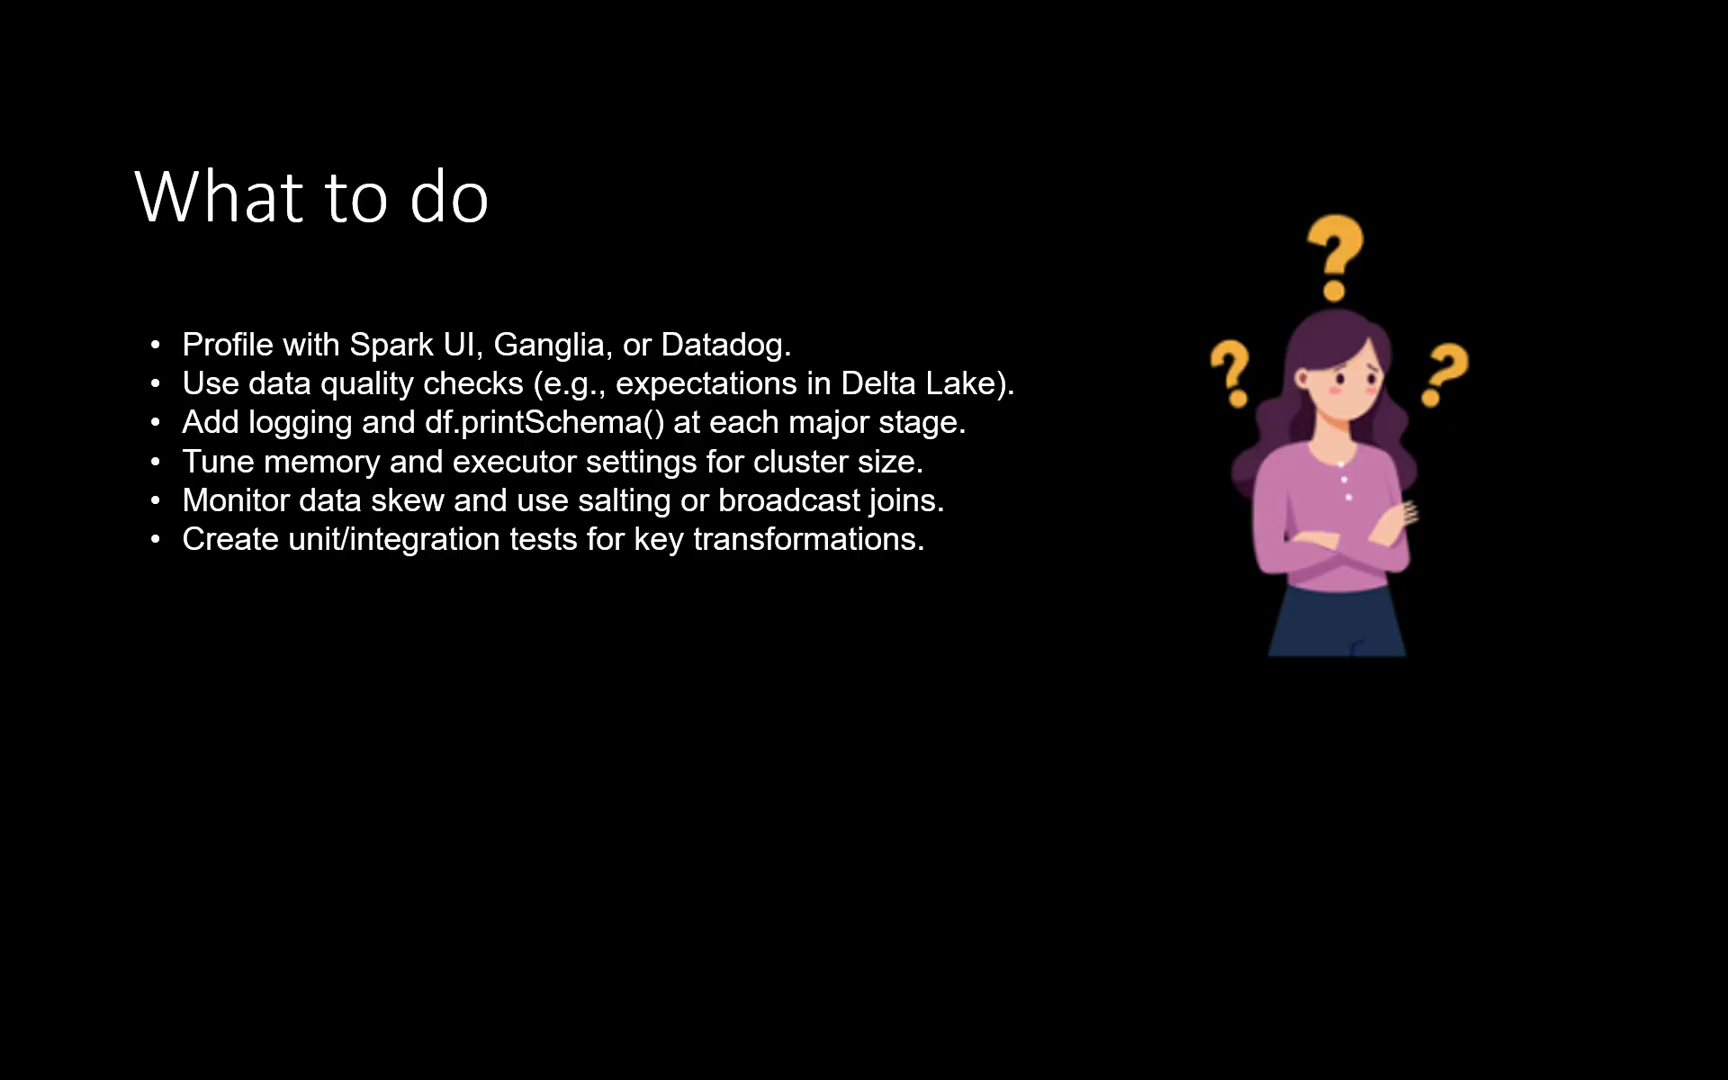 What to do
• Profile with Spark UI, Ganglia, or Datadog.
• Use data quality checks (e.g., expectations in Delta Lake).
• Add logging and df.printSchema() at each major stage.
• Tune memory and executor settings for cluster size.
• Monitor data skew and use salting or broadcast joins.
• Create unit/integration tests for key transformations.
?
?
?